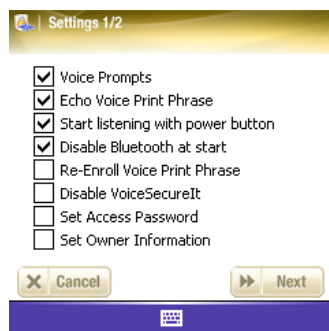 Settings 1/2
Voice Prompts
Echo Voice Print Phrase
Start listening with power button
Disable Bluetooth at start
Re-Enroll Voice Print Phrase
Disable VoiceSecureIt
Set Access Password
Set Owner Information
Cancel
Next